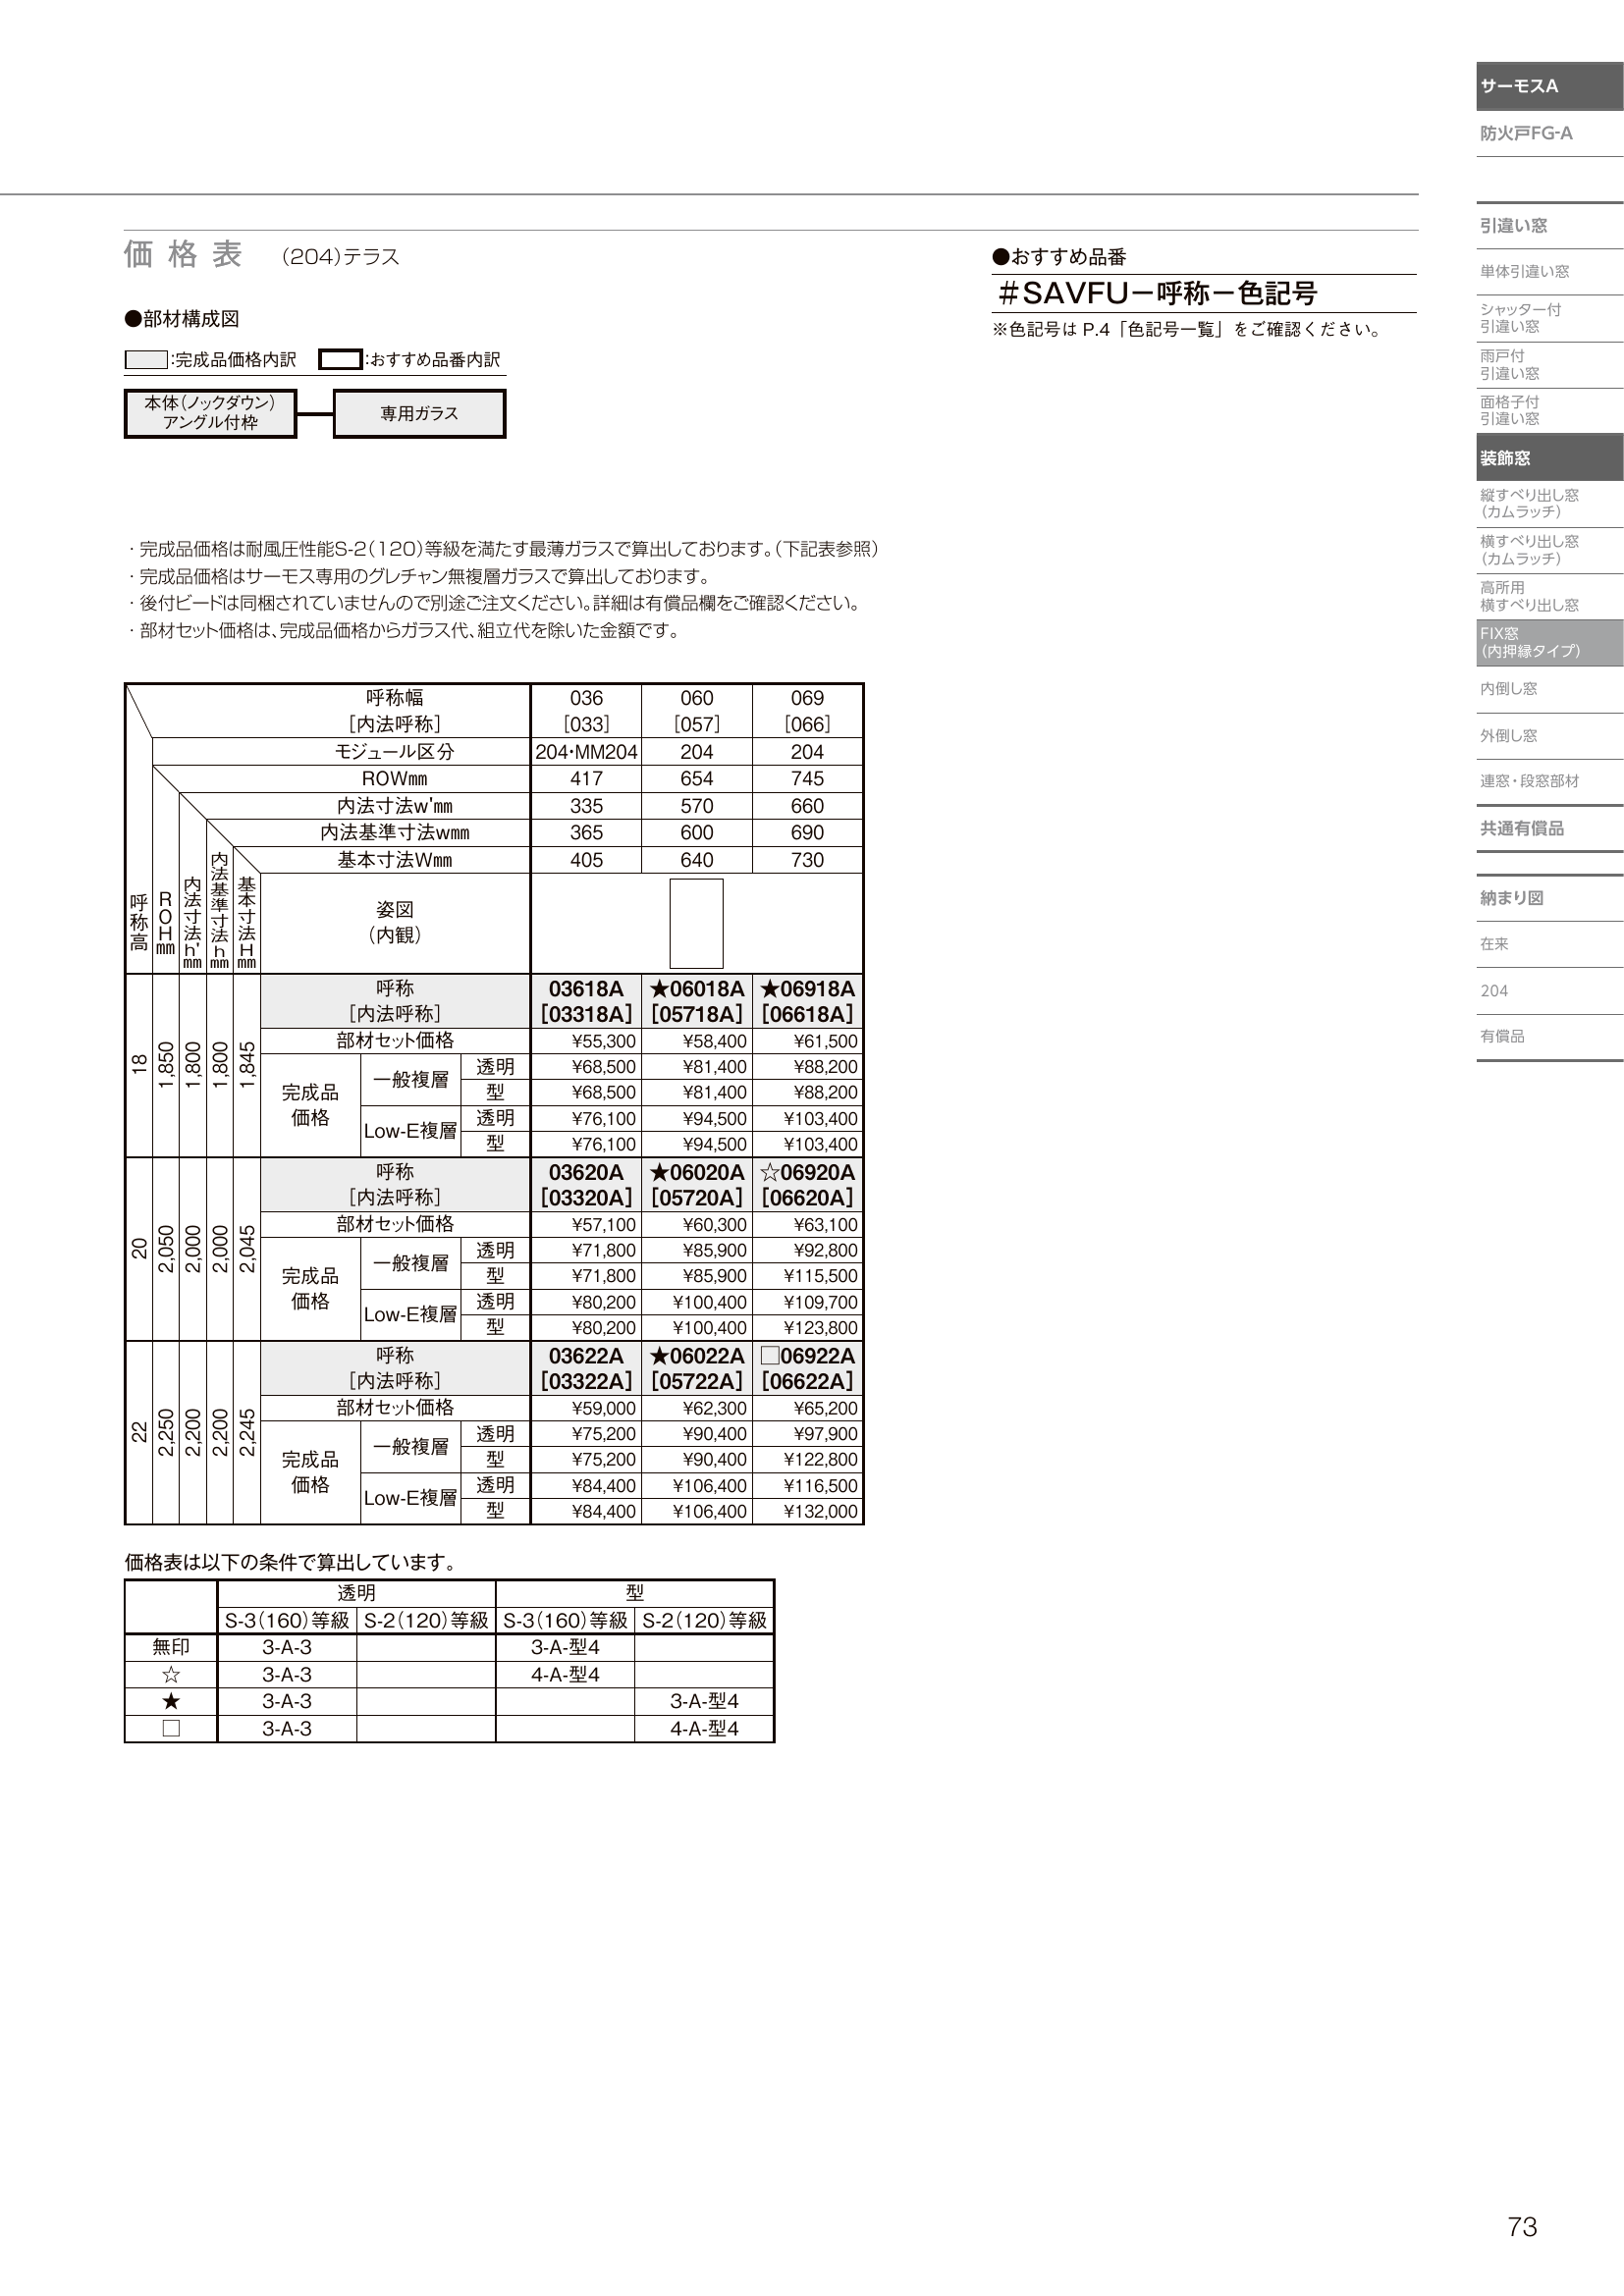 サーモスA
防火戸FG-A
引違い窓
単体引違い窓
シャッター付
引違い窓
雨戸付
引違い窓
面格子付
引違い窓
装飾窓
縦すべり出し窓
(カムラッチ)
横すべり出し窓
(カムラッチ)
高所用
横すべり出し窓
FIX窓
(内押縁タイプ)
内倒し窓
外倒し窓
連窓・段窓部材
共通有償品
納まり図
在来
204
有償品
価格表 (204)テラス
●部材構成図
:完成品価格内訳 :おすすめ品番内訳
本体(ノックダウン)
アングル付枠
専用ガラス
●おすすめ品番
#SAVFU－呼称－色記号
※色記号は P.4「色記号一覧」をご確認ください。
・完成品価格は耐風圧性能S-2(120)等級を満たす最薄ガラスで算出しております。(下記表参照)
・完成品価格はサーモス専用のグレチャン無複層ガラスで算出しております。
・後付ビードは同梱されていませんので別途ご注文ください。詳細は有償品欄をご確認ください。
・部材セット価格は、完成品価格からガラス代、組立代を除いた金額です。
呼称幅 036 060 069
[内法呼称] [033] [057] [066]
モジュール区分 204・MM204 204 204
ROWmm 417 654 745
内法寸法w'mm 335 570 660
内法基準寸法wmm 365 600 690
基本寸法Wmm 405 640 730
呼称高 ROHmm 内法寸法h'mm 内法基準寸法hmm 基本寸法Hmm
姿図
(内観)
18 1,850 1,800 1,800 1,845
呼称 03618A ★06018A ★06918A
[内法呼称] [03318A] [05718A] [06618A]
部材セット価格 ¥55,300 ¥58,400 ¥61,500
完成品価格 一般複層 透明 ¥68,500 ¥81,400 ¥88,200
型 ¥68,500 ¥81,400 ¥88,200
Low-E複層 透明 ¥76,100 ¥94,500 ¥103,400
型 ¥76,100 ¥94,500 ¥103,400
20 2,050 2,000 2,000 2,045
呼称 03620A ★06020A ☆06920A
[内法呼称] [03320A] [05720A] [06620A]
部材セット価格 ¥57,100 ¥60,300 ¥63,100
完成品価格 一般複層 透明 ¥71,800 ¥85,900 ¥92,800
型 ¥71,800 ¥85,900 ¥115,500
Low-E複層 透明 ¥80,200 ¥100,400 ¥109,700
型 ¥80,200 ¥100,400 ¥123,800
22 2,250 2,200 2,200 2,245
呼称 03622A ★06022A □06922A
[内法呼称] [03322A] [05722A] [06622A]
部材セット価格 ¥59,000 ¥62,300 ¥65,200
完成品価格 一般複層 透明 ¥75,200 ¥90,400 ¥97,900
型 ¥75,200 ¥90,400 ¥122,800
Low-E複層 透明 ¥84,400 ¥106,400 ¥116,500
型 ¥84,400 ¥106,400 ¥132,000
価格表は以下の条件で算出しています。
透明 型
S-3(160)等級 S-2(120)等級 S-3(160)等級 S-2(120)等級
無印 3-A-3 3-A-型4
☆ 3-A-3 4-A-型4
★ 3-A-3 3-A-型4
□ 3-A-3 4-A-型4
73